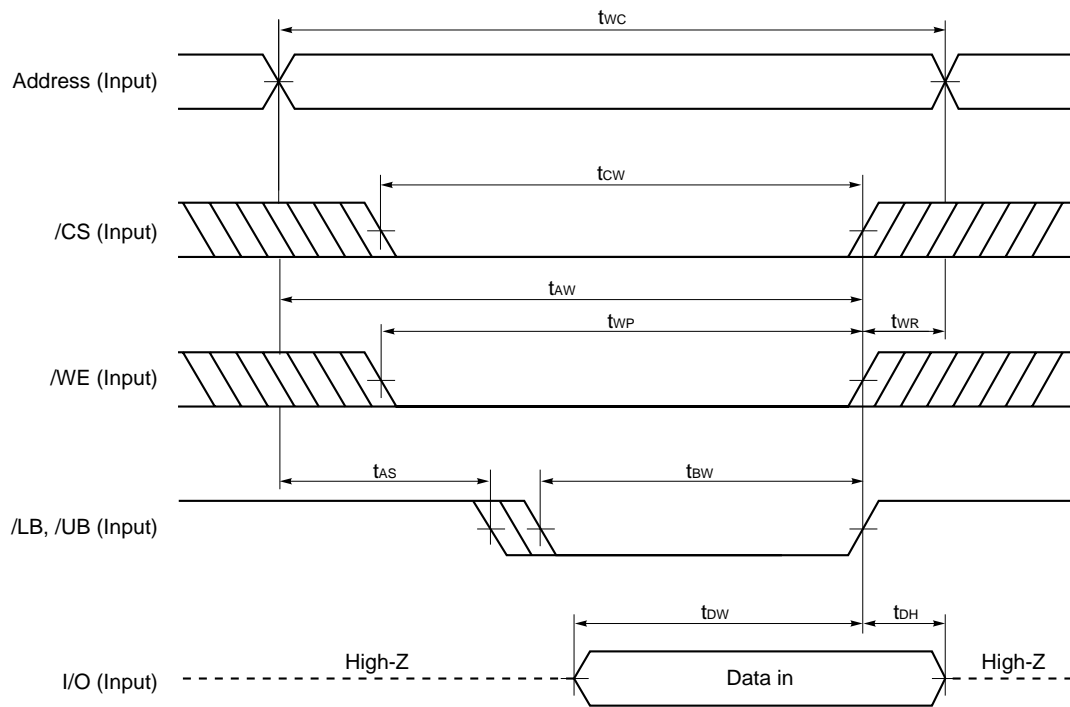 tWC
Address (Input)
tCW
/CS (Input)
tAW
tWP
tWR
/WE (Input)
tAS
tBW
/LB, /UB (Input)
tDW
tDH
High-Z
Data in
High-Z
I/O (Input)